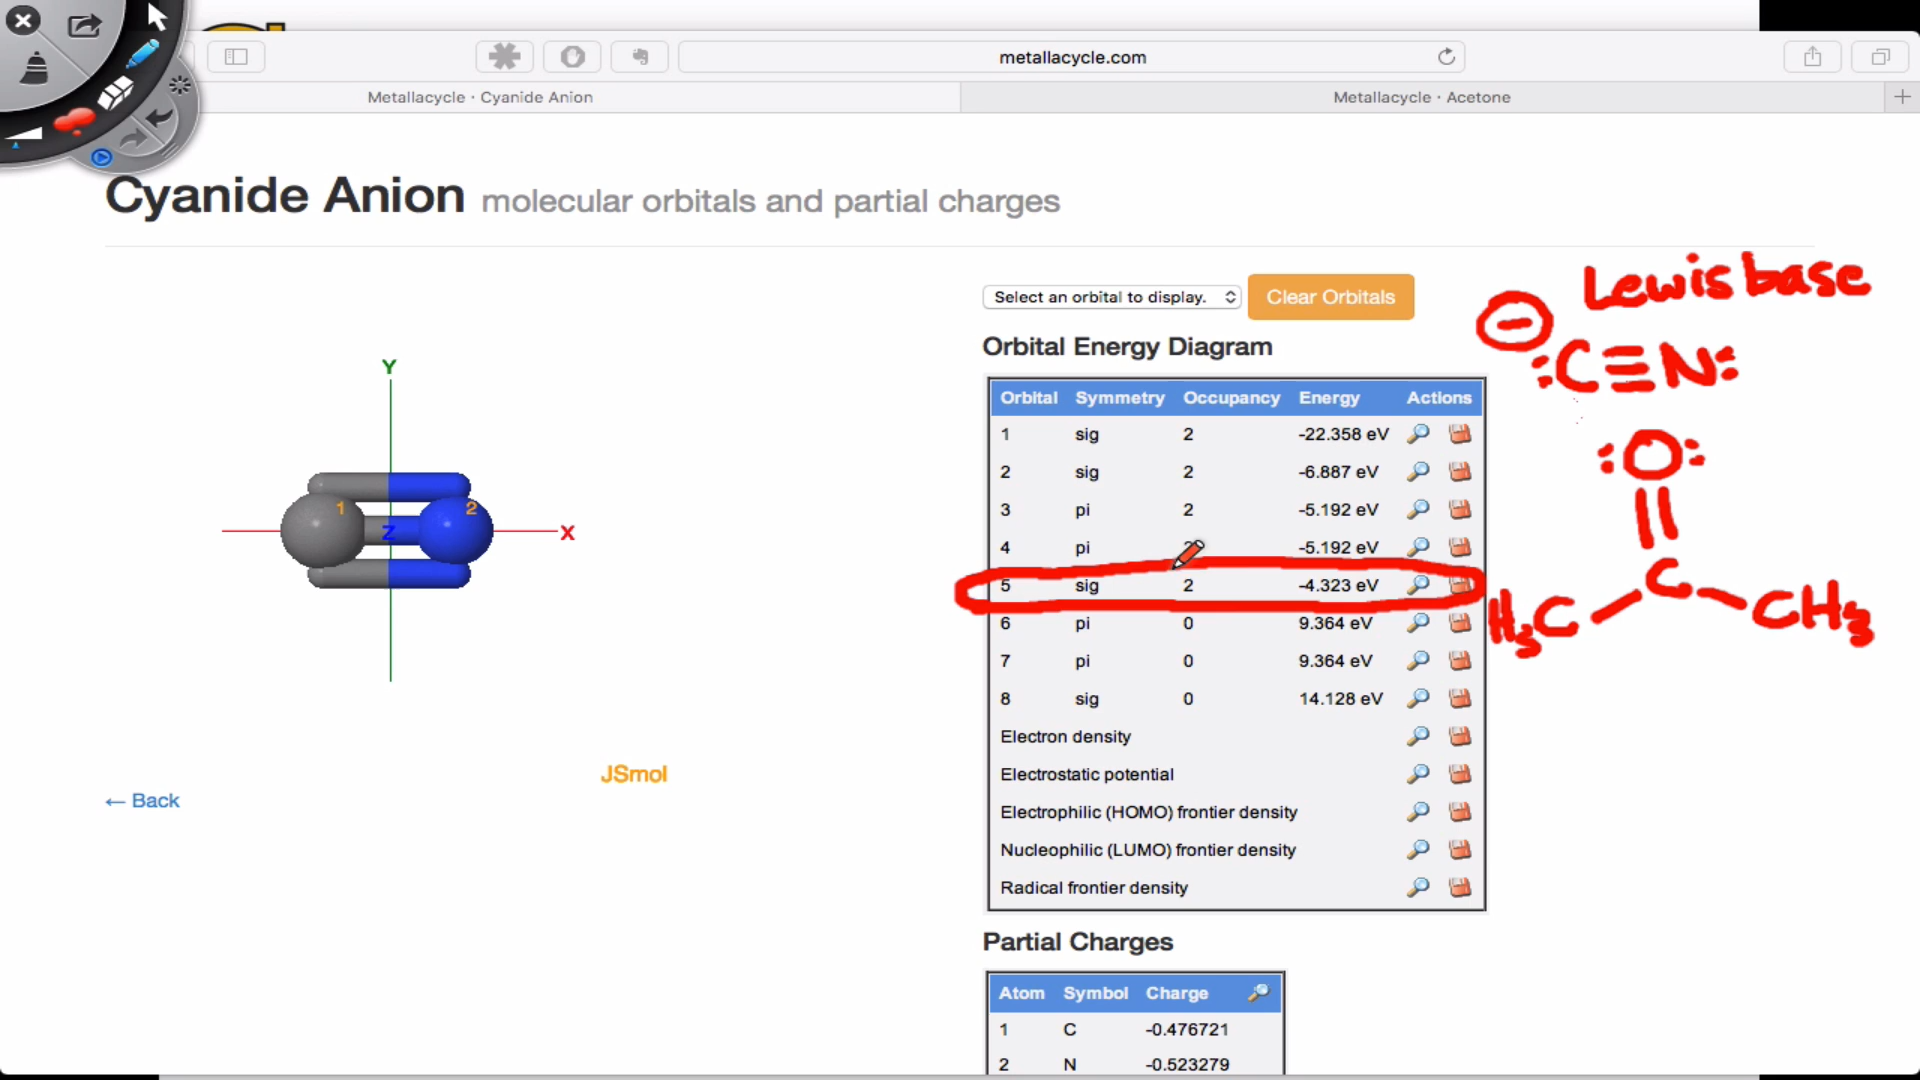 metallacycle.com
Metallacycle · Cyanide Anion
Metallacycle · Acetone
Cyanide Anion molecular orbitals and partial charges
Select an orbital to display.
Clear Orbitals
Orbital Energy Diagram
Orbital Symmetry Occupancy Energy Actions
1 sig 2 -22.358 eV
2 sig 2 -6.887 eV
3 pi 2 -5.192 eV
4 pi -5.192 eV
5 sig 2 -4.323 eV
6 pi 0 9.364 eV
7 pi 0 9.364 eV
8 sig 0 14.128 eV
Electron density
Electrostatic potential
Electrophilic (HOMO) frontier density
Nucleophilic (LUMO) frontier density
Radical frontier density
Partial Charges
Atom Symbol Charge
1 C -0.476721
2 N -0.523279
Y
1
2
Z
X
JSmol
← Back
Lewis base
−
:C≡N:
:O:
C
H3C
CH3